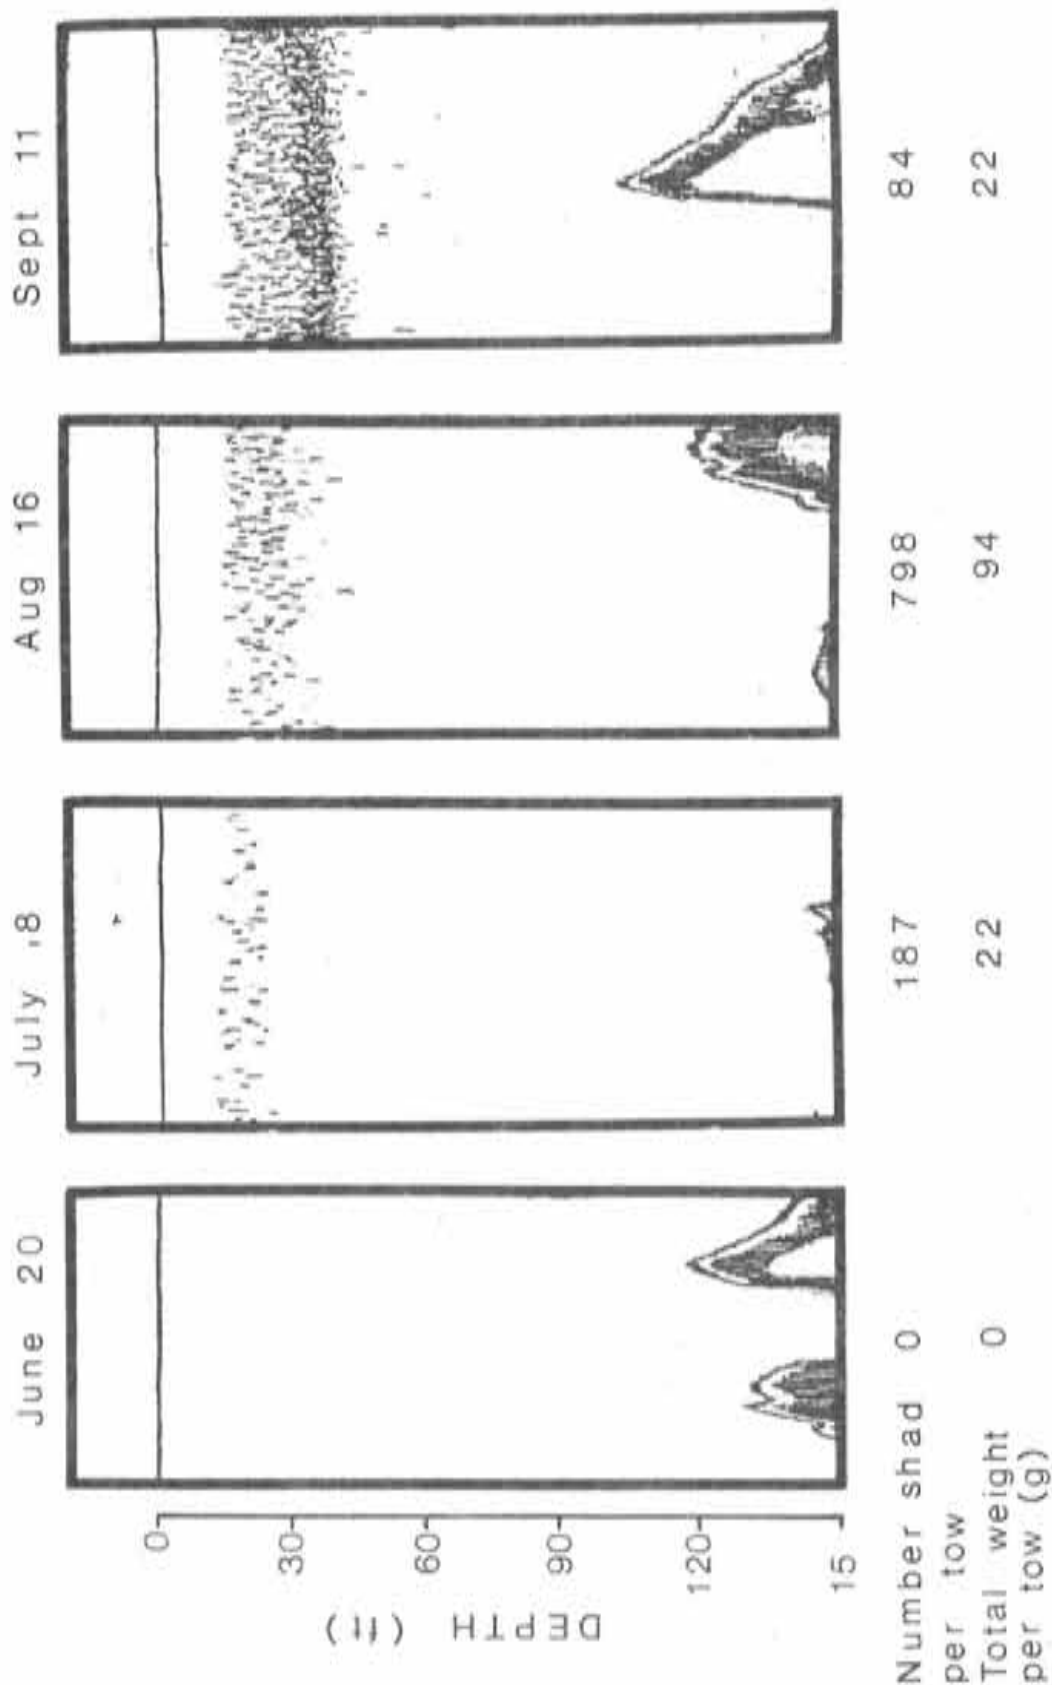 June 20
July ,8
Aug 16
Sept 11
DEPTH (ft)
0
30
60
90
120
15
Number shad 0 187 798 84
per tow
Total weight 0 22 94 22
per tow (g)